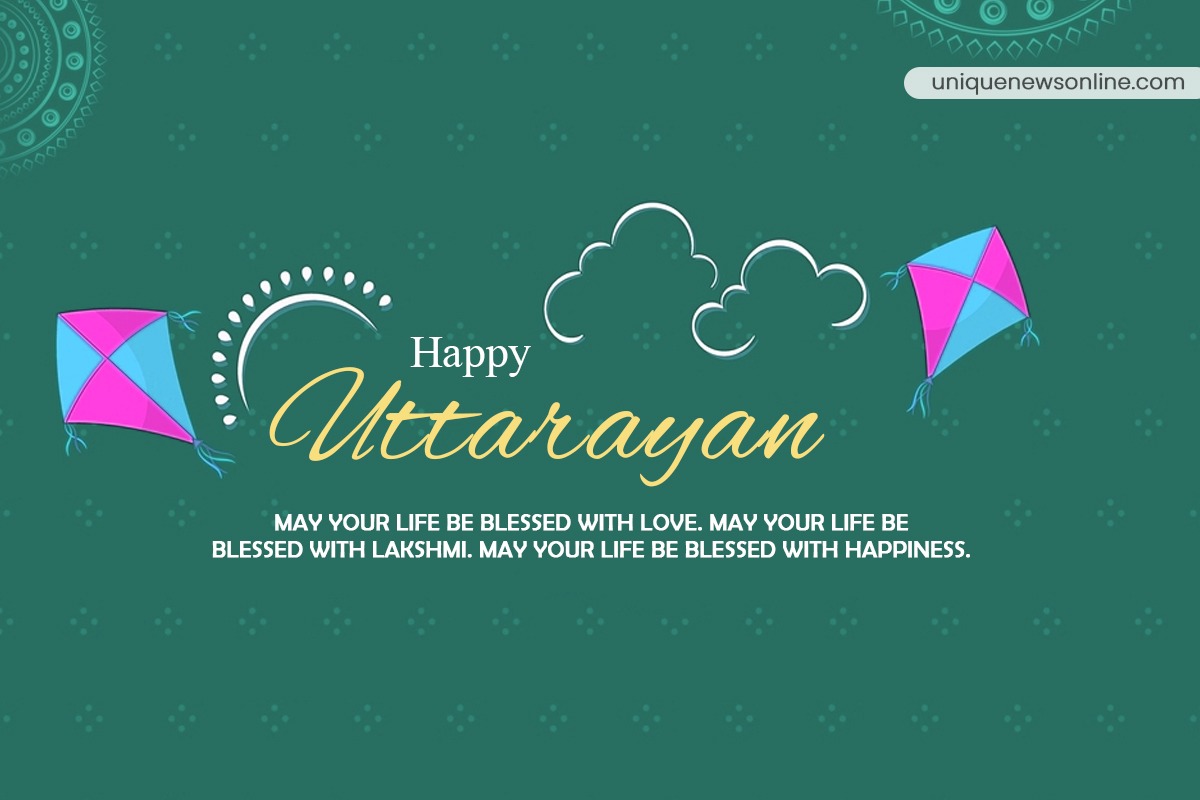 uniquenewsonline.com
Happy
Uttarayan
MAY YOUR LIFE BE BLESSED WITH LOVE. MAY YOUR LIFE BE
BLESSED WITH LAKSHMI. MAY YOUR LIFE BE BLESSED WITH HAPPINESS.